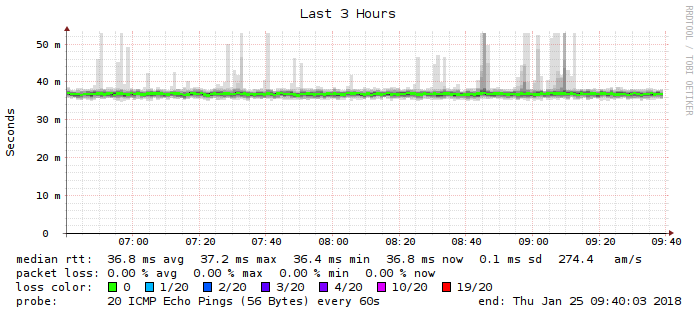 Last 3 Hours
RRDTOOL / TOBI OETIKER
Seconds
50 m
40 m
30 m
20 m
10 m
0
07:00 07:20 07:40 08:00 08:20 08:40 09:00 09:20 09:40
median rtt: 36.8 ms avg 37.2 ms max 36.4 ms min 36.8 ms now 0.1 ms sd 274.4 am/s
packet loss: 0.00 % avg 0.00 % max 0.00 % min 0.00 % now
loss color: 0 1/20 2/20 3/20 4/20 10/20 19/20
probe: 20 ICMP Echo Pings (56 Bytes) every 60s end: Thu Jan 25 09:40:03 2018